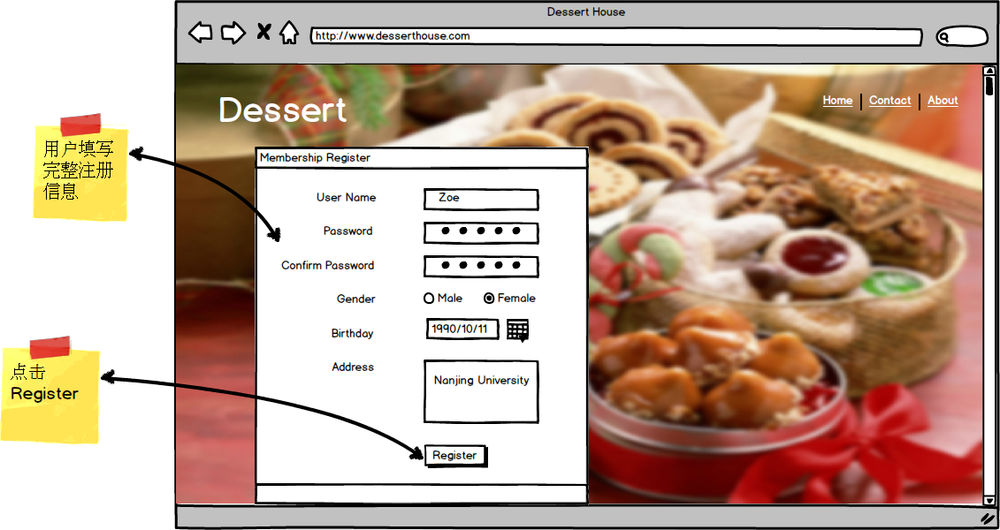 Dessert House
http://www.desserthouse.com
Dessert
Home Contact About
用户填写
完整注册
信息
Membership Register
User Name Zoe
Password
Confirm Password
Gender Male Female
Birthday 1990/10/11
Address
Nanjing University
点击
Register
Register